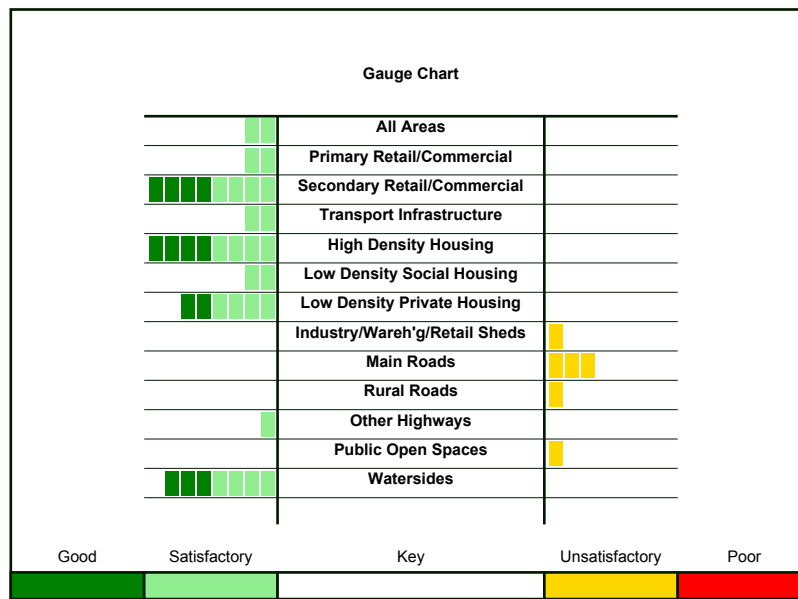 Gauge Chart
All Areas
Primary Retail/Commercial
Secondary Retail/Commercial
Transport Infrastructure
High Density Housing
Low Density Social Housing
Low Density Private Housing
Industry/Wareh'g/Retail Sheds
Main Roads
Rural Roads
Other Highways
Public Open Spaces
Watersides
Good Satisfactory Key Unsatisfactory Poor